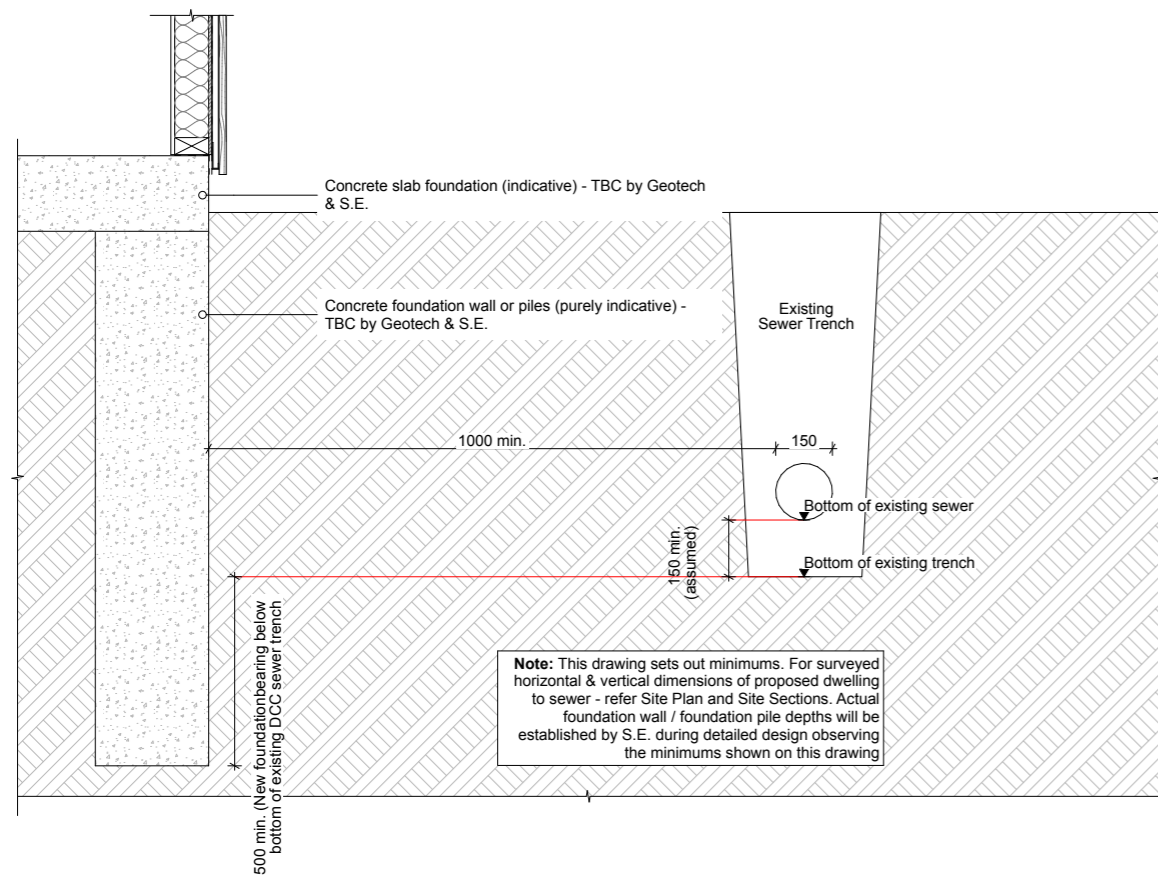 Concrete slab foundation (indicative) - TBC by Geotech
& S.E.
Concrete foundation wall or piles (purely indicative) -
TBC by Geotech & S.E.
Existing
Sewer Trench
1000 min.
150
Bottom of existing sewer
150 min.
(assumed)
Bottom of existing trench
500 min. (New foundationbearing below
bottom of existing DCC sewer trench
Note: This drawing sets out minimums. For surveyed
horizontal & vertical dimensions of proposed dwelling
to sewer - refer Site Plan and Site Sections. Actual
foundation wall / foundation pile depths will be
established by S.E. during detailed design observing
the minimums shown on this drawing